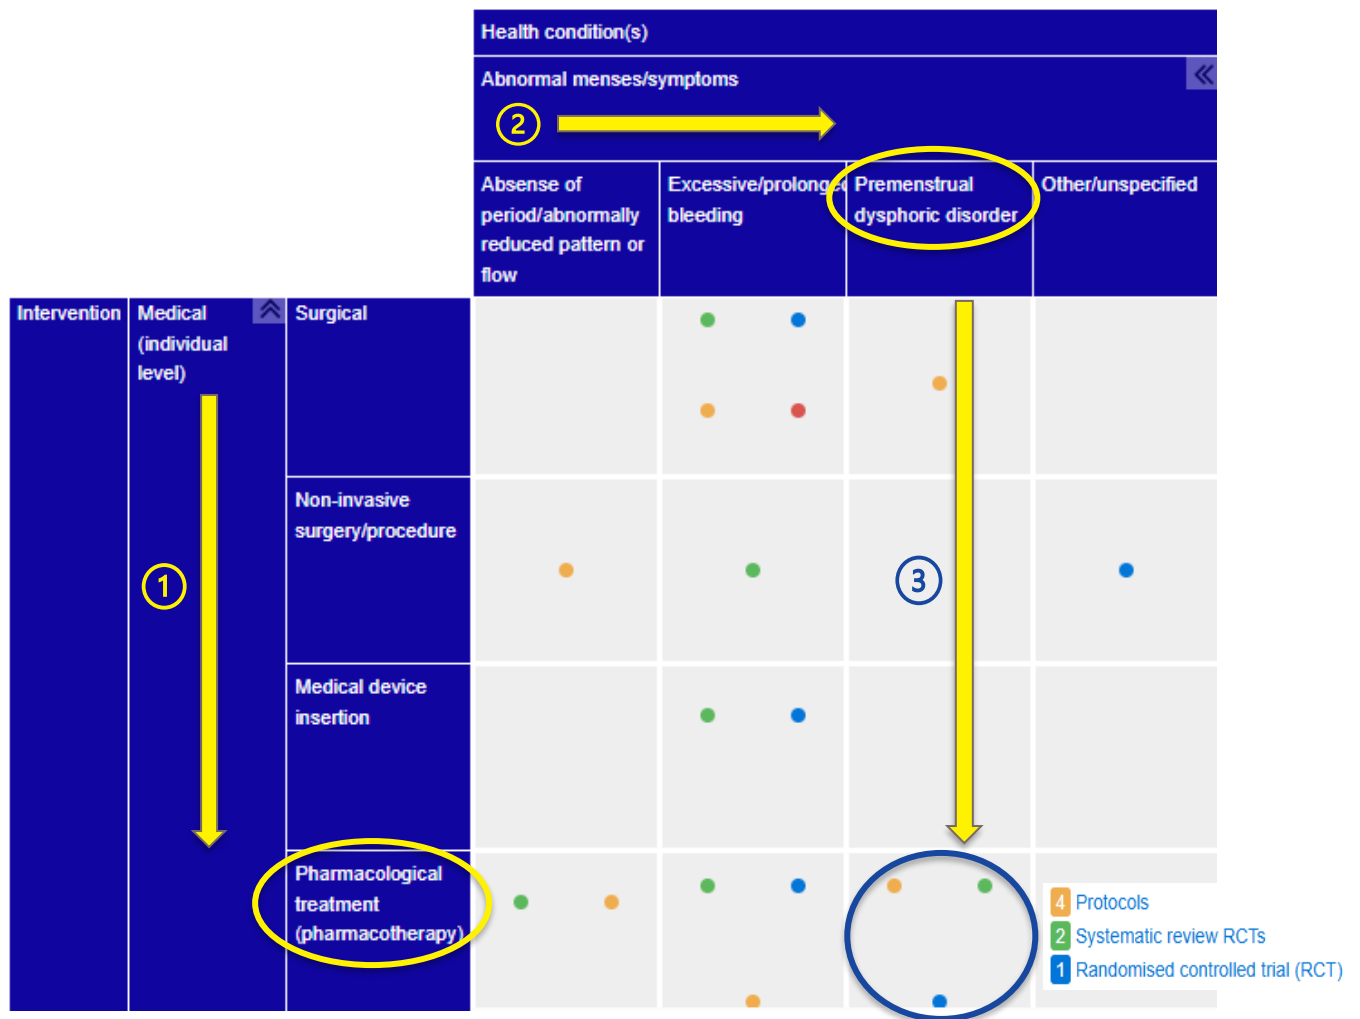 Health condition(s)
Abnormal menses/symptoms
2
Absense of
period/abnormally
reduced pattern or
flow
Excessive/prolonged
bleeding
Premenstrual
dysphoric disorder
Other/unspecified
Intervention
Medical
(individual
level)
Surgical
Non-invasive
surgery/procedure
1
3
Medical device
insertion
Pharmacological
treatment
(pharmacotherapy)
4 Protocols
2 Systematic review RCTs
1 Randomised controlled trial (RCT)